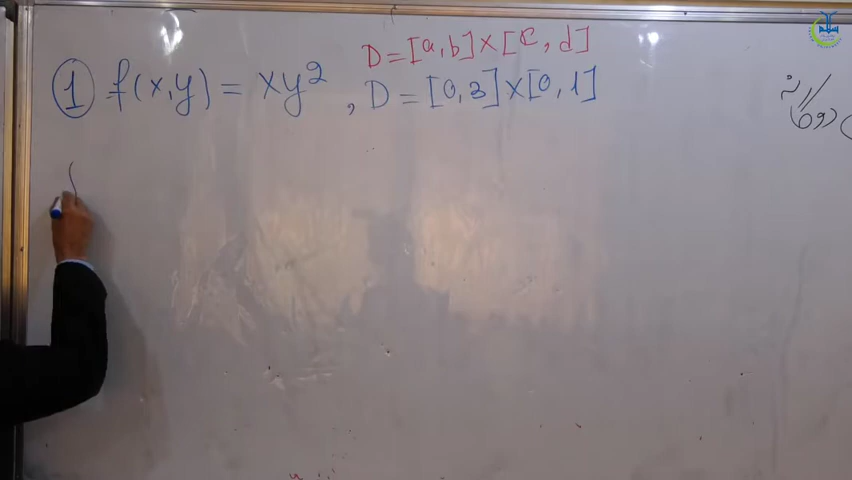 D = [a, b] × [c, d]
① f(x, y) = xy² , D = [0, 3] × [0, 1]